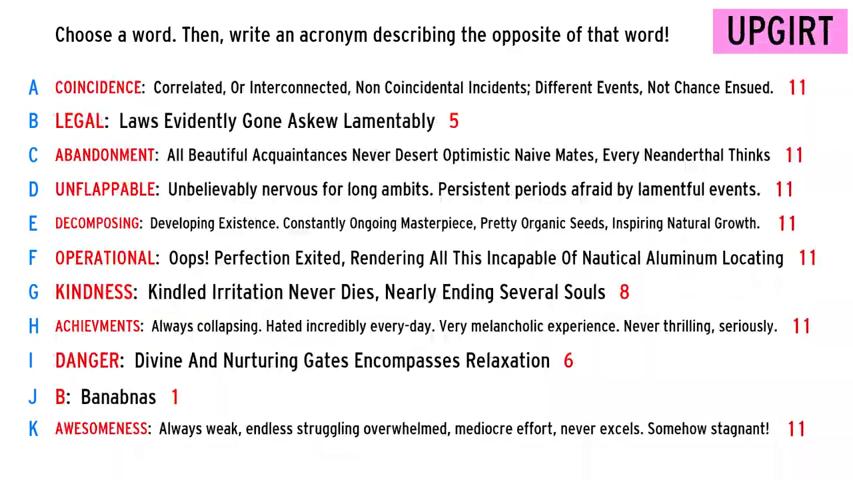 Choose a word. Then, write an acronym describing the opposite of that word!
UPGIRT
A COINCIDENCE: Correlated, Or Interconnected, Non Coincidental Incidents; Different Events, Not Chance Ensued. 11
B LEGAL: Laws Evidently Gone Askew Lamentably 5
C ABANDONMENT: All Beautiful Acquaintances Never Desert Optimistic Naive Mates, Every Neanderthal Thinks 11
D UNFLAPPABLE: Unbelievably nervous for long ambits. Persistent periods afraid by lamentful events. 11
E DECOMPOSING: Developing Existence. Constantly Ongoing Masterpiece, Pretty Organic Seeds, Inspiring Natural Growth. 11
F OPERATIONAL: Oops! Perfection Exited, Rendering All This Incapable Of Nautical Aluminum Locating 11
G KINDNESS: Kindled Irritation Never Dies, Nearly Ending Several Souls 8
H ACHIEVMENTS: Always collapsing. Hated incredibly every-day. Very melancholic experience. Never thrilling, seriously. 11
I DANGER: Divine And Nurturing Gates Encompasses Relaxation 6
J B: Banabnas 1
K AWESOMENESS: Always weak, endless struggling overwhelmed, mediocre effort, never excels. Somehow stagnant! 11